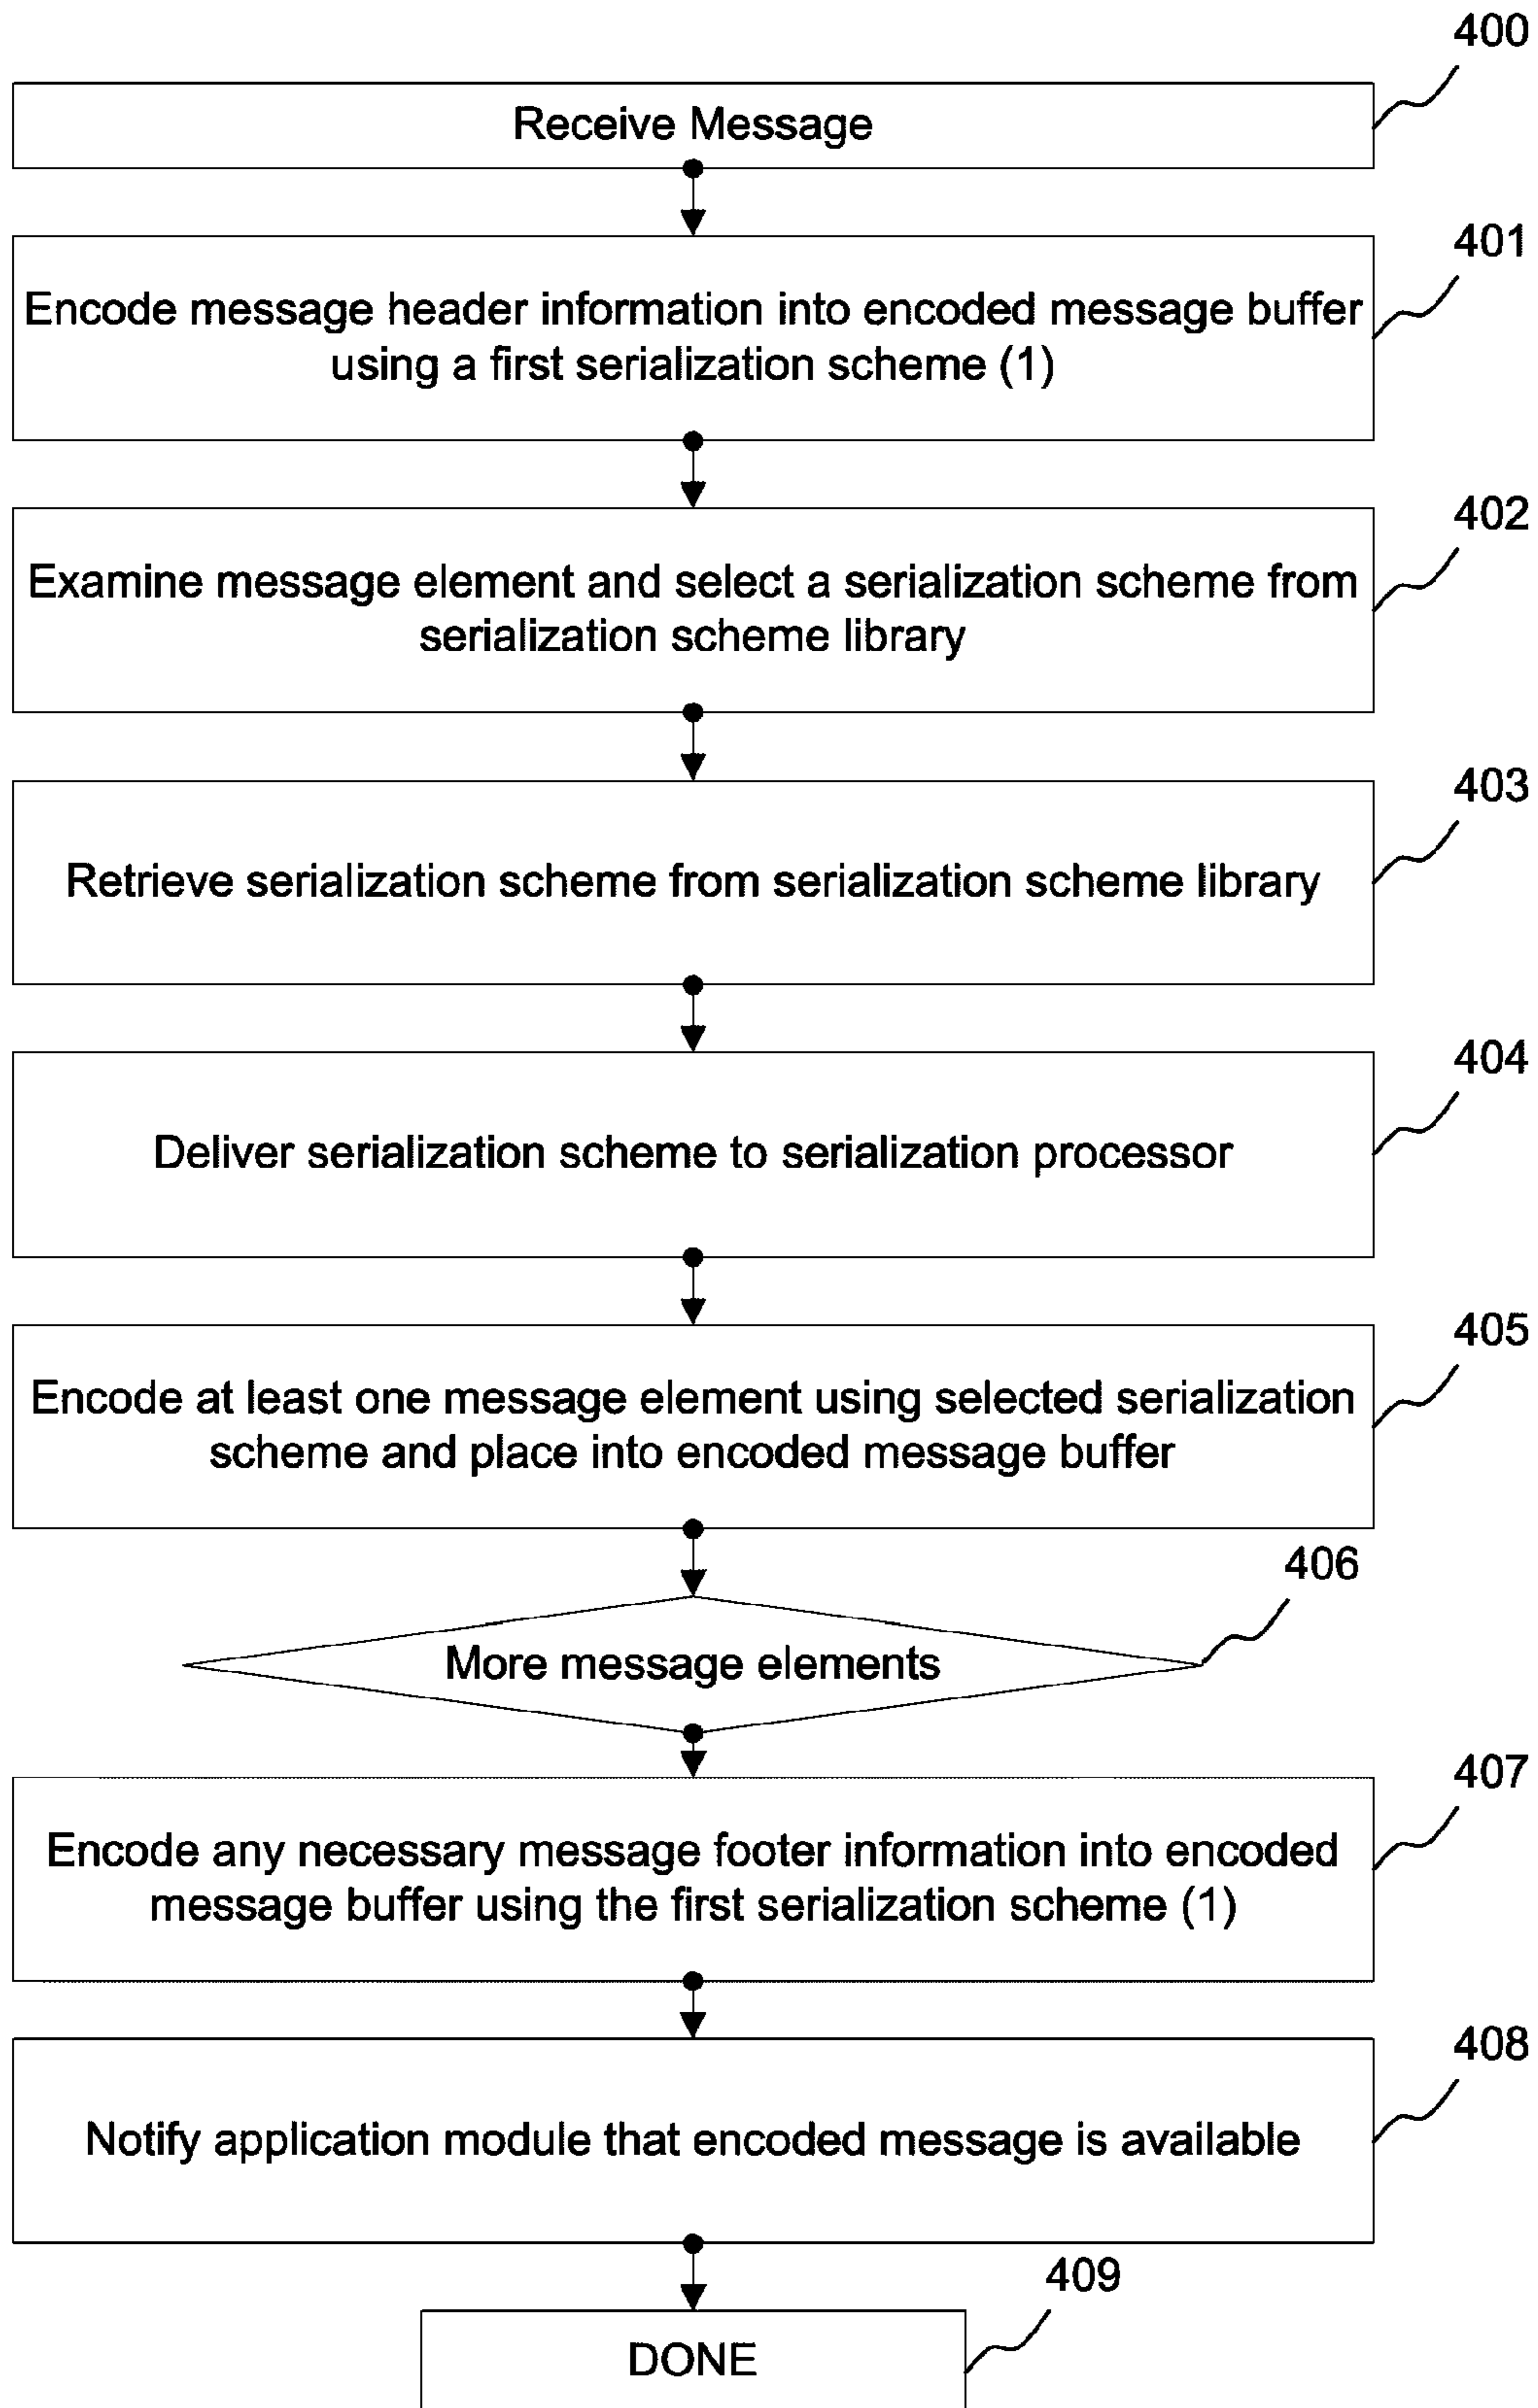 400
Receive Message
401
Encode message header information into encoded message buffer
using a first serialization scheme (1)
402
Examine message element and select a serialization scheme from
serialization scheme library
403
Retrieve serialization scheme from serialization scheme library
404
Deliver serialization scheme to serialization processor
405
Encode at least one message element using selected serialization
scheme and place into encoded message buffer
406
More message elements
407
Encode any necessary message footer information into encoded
message buffer using the first serialization scheme (1)
408
Notify application module that encoded message is available
409
DONE